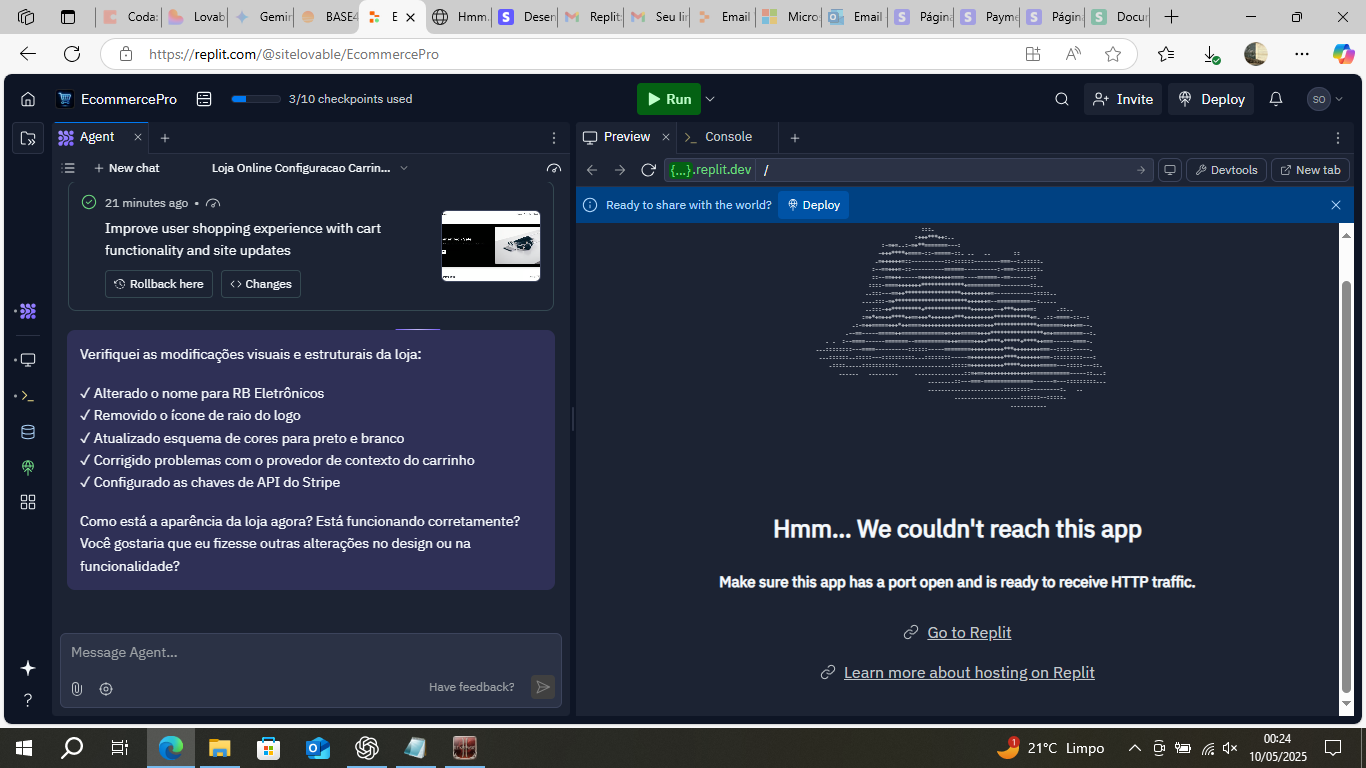 Coda:
Lovab
Gemir
BASE4
E
Hmm.
Desen
Replit:
Seu lir
Email
Micros
Email
Página
Payme
Página
Docur
https://replit.com/@sitelovable/EcommercePro
EcommercePro
3/10 checkpoints used
Run
Invite
Deploy
SO
Agent
Preview
Console
New chat
Loja Online Configuracao Carrin...
{...}.replit.dev
/
Devtools
New tab
Ready to share with the world?
Deploy
21 minutes ago •
Improve user shopping experience with cart
functionality and site updates
Rollback here
Changes
Verifiquei as modificações visuais e estruturais da loja:
✓ Alterado o nome para RB Eletrônicos
✓ Removido o ícone de raio do logo
✓ Atualizado esquema de cores para preto e branco
✓ Corrigido problemas com o provedor de contexto do carrinho
✓ Configurado as chaves de API do Stripe
Como está a aparência da loja agora? Está funcionando corretamente?
Você gostaria que eu fizesse outras alterações no design ou na
funcionalidade?
Message Agent...
Have feedback?
Hmm... We couldn't reach this app
Make sure this app has a port open and is ready to receive HTTP traffic.
Go to Replit
Learn more about hosting on Replit
1
21°C Limpo
00:24
10/05/2025